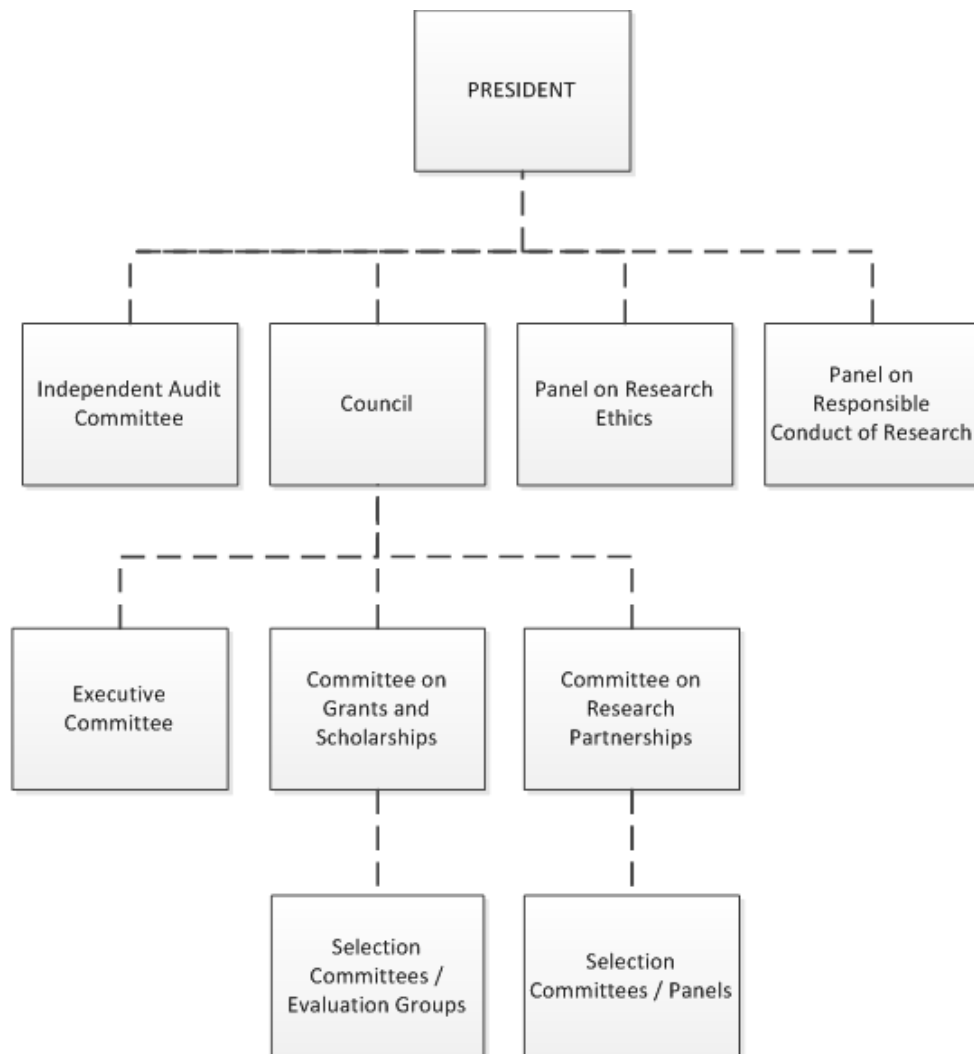 PRESIDENT
Independent Audit
Committee
Council
Panel on Research
Ethics
Panel on
Responsible
Conduct of Research
Executive
Committee
Committee on
Grants and
Scholarships
Committee on
Research
Partnerships
Selection
Committees /
Evaluation Groups
Selection
Committees / Panels